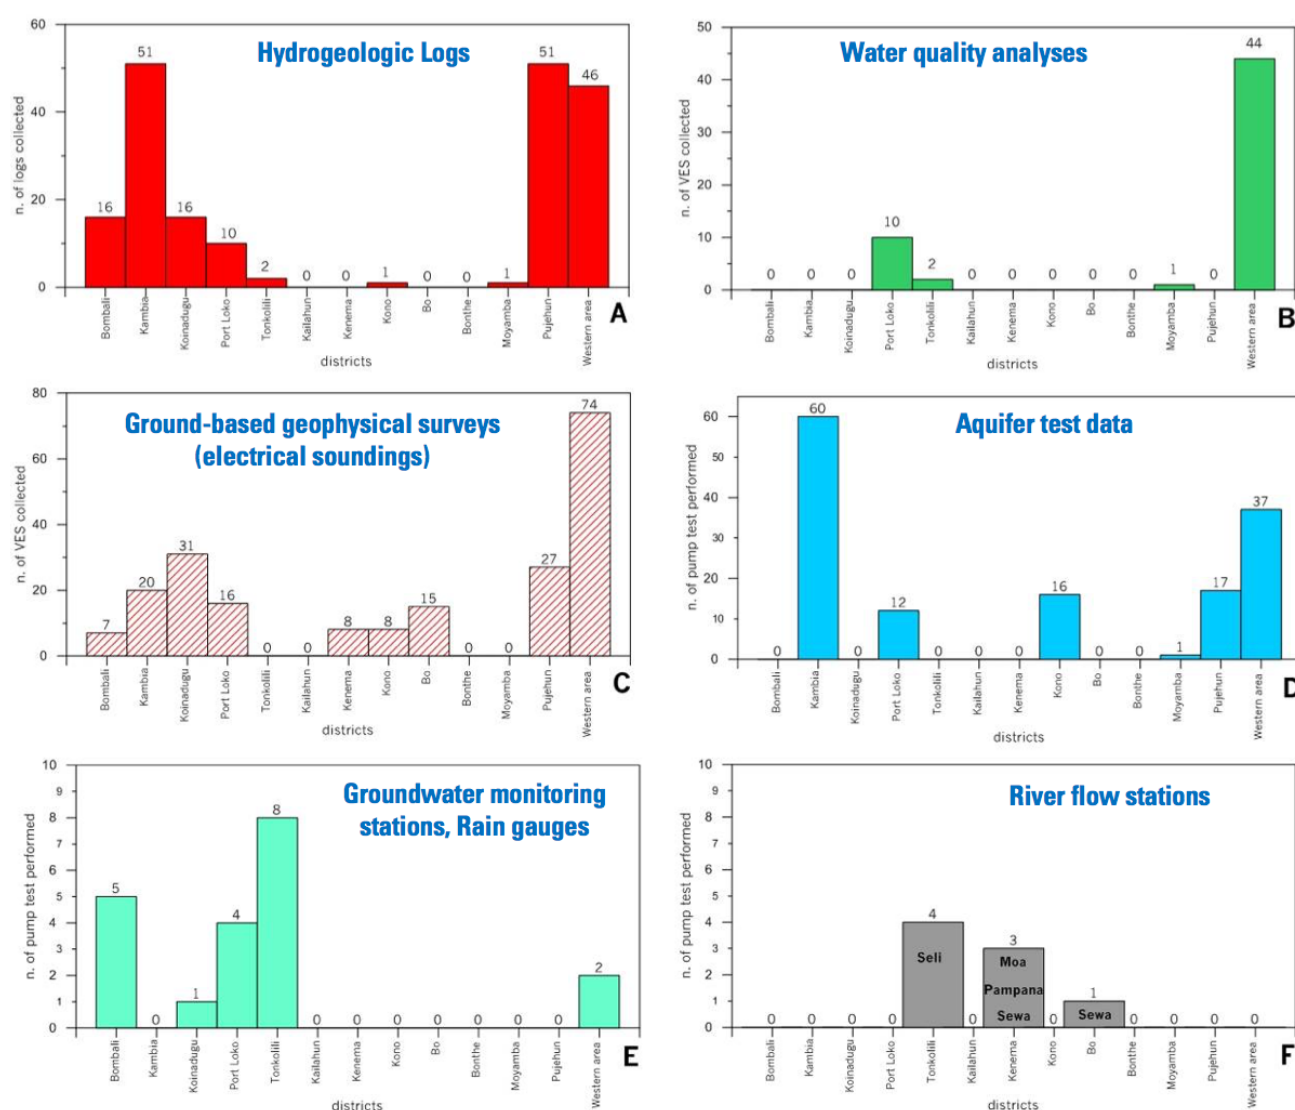 Hydrogeologic Logs
n. of logs collected
60
40
20
0
16
51
16
10
2
0
0
1
0
0
1
51
46
Bombali
Kambia
Koinadugu
Port Loko
Tonkolili
Kailahun
Kenema
Kono
Bo
Bonthe
Moyamba
Pujehun
Western area
districts
A
Water quality analyses
n. of VES collected
50
40
30
20
10
0
0
0
0
10
2
0
0
0
0
0
1
0
44
Bombali
Kambia
Koinadugu
Port Loko
Tonkolili
Kailahun
Kenema
Kono
Bo
Bonthe
Moyamba
Pujehun
Western area
districts
B
Ground-based geophysical surveys
(electrical soundings)
n. of VES collected
80
60
40
20
0
7
20
31
16
0
0
8
8
15
0
0
27
74
Bombali
Kambia
Koinadugu
Port Loko
Tonkolili
Kailahun
Kenema
Kono
Bo
Bonthe
Moyamba
Pujehun
Western area
districts
C
Aquifer test data
n. of pump test performed
60
50
40
30
20
10
0
0
60
0
12
0
0
0
16
0
0
1
17
37
Bombali
Kambia
Koinadugu
Port Loko
Tonkolili
Kailahun
Kenema
Kono
Bo
Bonthe
Moyamba
Pujehun
Western area
districts
D
Groundwater monitoring
stations, Rain gauges
n. of pump test performed
10
9
8
7
6
5
4
3
2
1
0
5
0
1
4
8
0
0
0
0
0
0
0
2
Bombali
Kambia
Koinadugu
Port Loko
Tonkolili
Kailahun
Kenema
Kono
Bo
Bonthe
Moyamba
Pujehun
Western area
districts
E
River flow stations
n. of pump test performed
10
9
8
7
6
5
4
3
2
1
0
0
0
0
0
4
Seli
0
3
Moa
Pampana
Sewa
0
1
Sewa
0
0
0
0
Bombali
Kambia
Koinadugu
Port Loko
Tonkolili
Kailahun
Kenema
Kono
Bo
Bonthe
Moyamba
Pujehun
Western area
districts
F